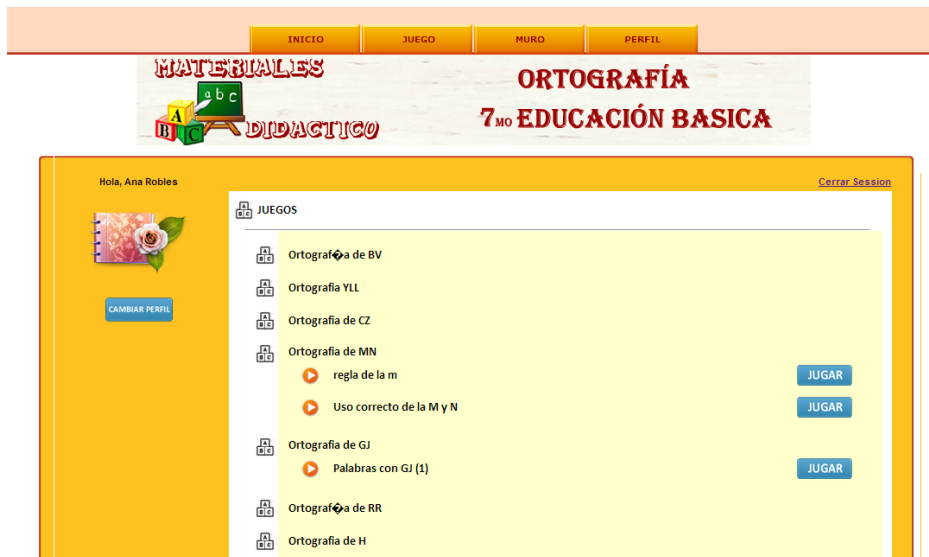 INICIO JUEGO MURO PERFIL
MATERIALES
a b c
A
B C
DIDACTICO
ORTOGRAFÍA
7MO EDUCACIÓN BASICA
Hola, Ana Robles
Cerrar Session
JUEGOS
CAMBIAR PERFIL
Ortograf�a de BV
Ortografia YLL
Ortografia de CZ
Ortografia de MN
regla de la m JUGAR
Uso correcto de la M y N JUGAR
Ortografia de GJ
Palabras con GJ (1) JUGAR
Ortograf�a de RR
Ortografia de H